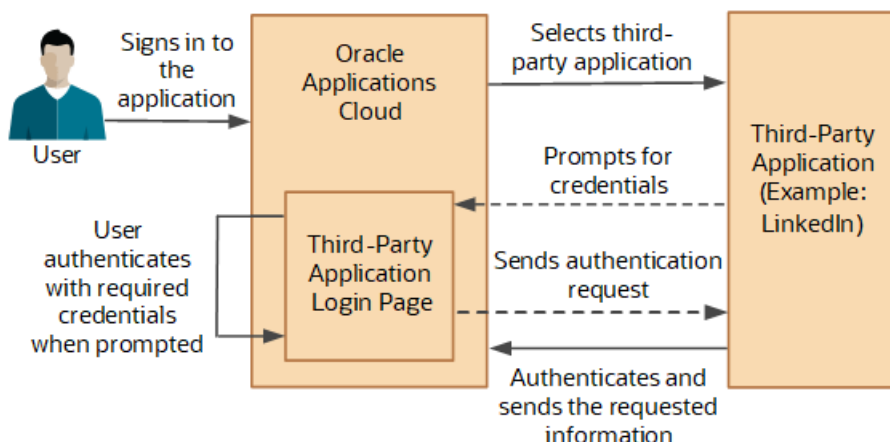 Signs in to
the
application
User
Oracle
Applications
Cloud
Selects third-
party application
Third-Party
Application
(Example:
LinkedIn)
Prompts for
credentials
User
authenticates
with required
credentials
when prompted
Third-Party
Application
Login Page
Sends authentication
request
Authenticates and
sends the requested
information